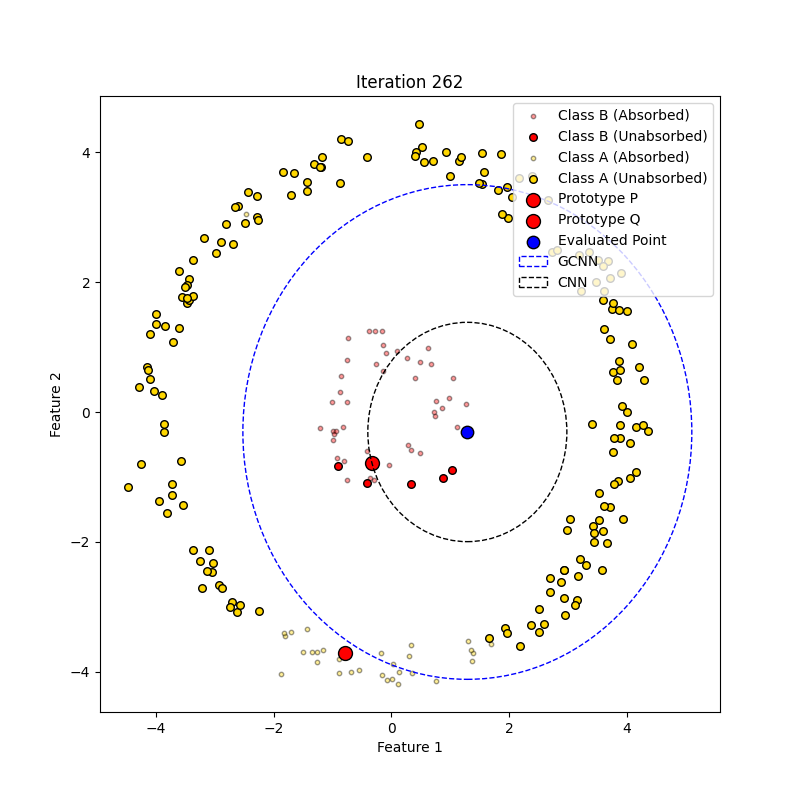 Iteration 262
Class B (Absorbed)
Class B (Unabsorbed)
Class A (Absorbed)
Class A (Unabsorbed)
Prototype P
Prototype Q
Evaluated Point
GCNN
CNN
Feature 2
4
2
0
−2
−4
−4
−2
0
2
4
Feature 1